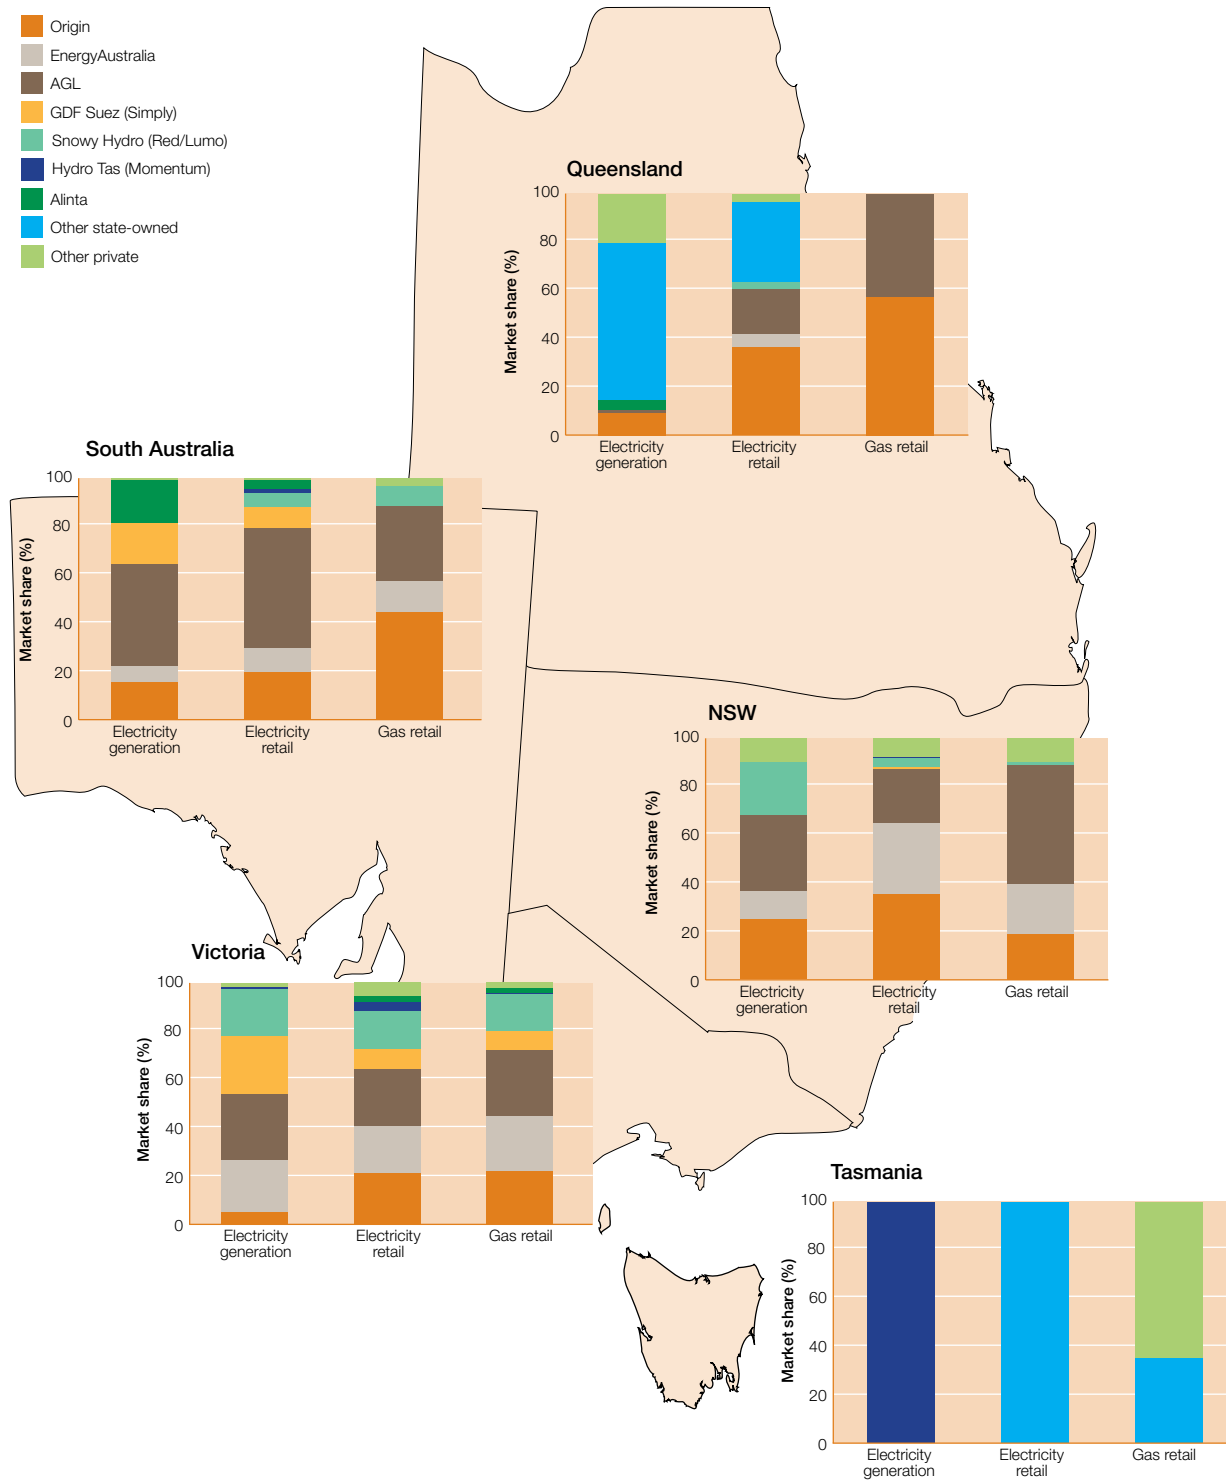 Origin
EnergyAustralia
AGL
GDF Suez (Simply)
Snowy Hydro (Red/Lumo)
Hydro Tas (Momentum)
Alinta
Other state-owned
Other private
Queensland
Market share (%)
100
80
60
40
20
0
Electricity
generation
Electricity
retail
Gas retail
South Australia
Market share (%)
100
80
60
40
20
0
Electricity
generation
Electricity
retail
Gas retail
NSW
Market share (%)
100
80
60
40
20
0
Electricity
generation
Electricity
retail
Gas retail
Victoria
Market share (%)
100
80
60
40
20
0
Electricity
generation
Electricity
retail
Gas retail
Tasmania
Market share (%)
100
80
60
40
20
0
Electricity
generation
Electricity
retail
Gas retail